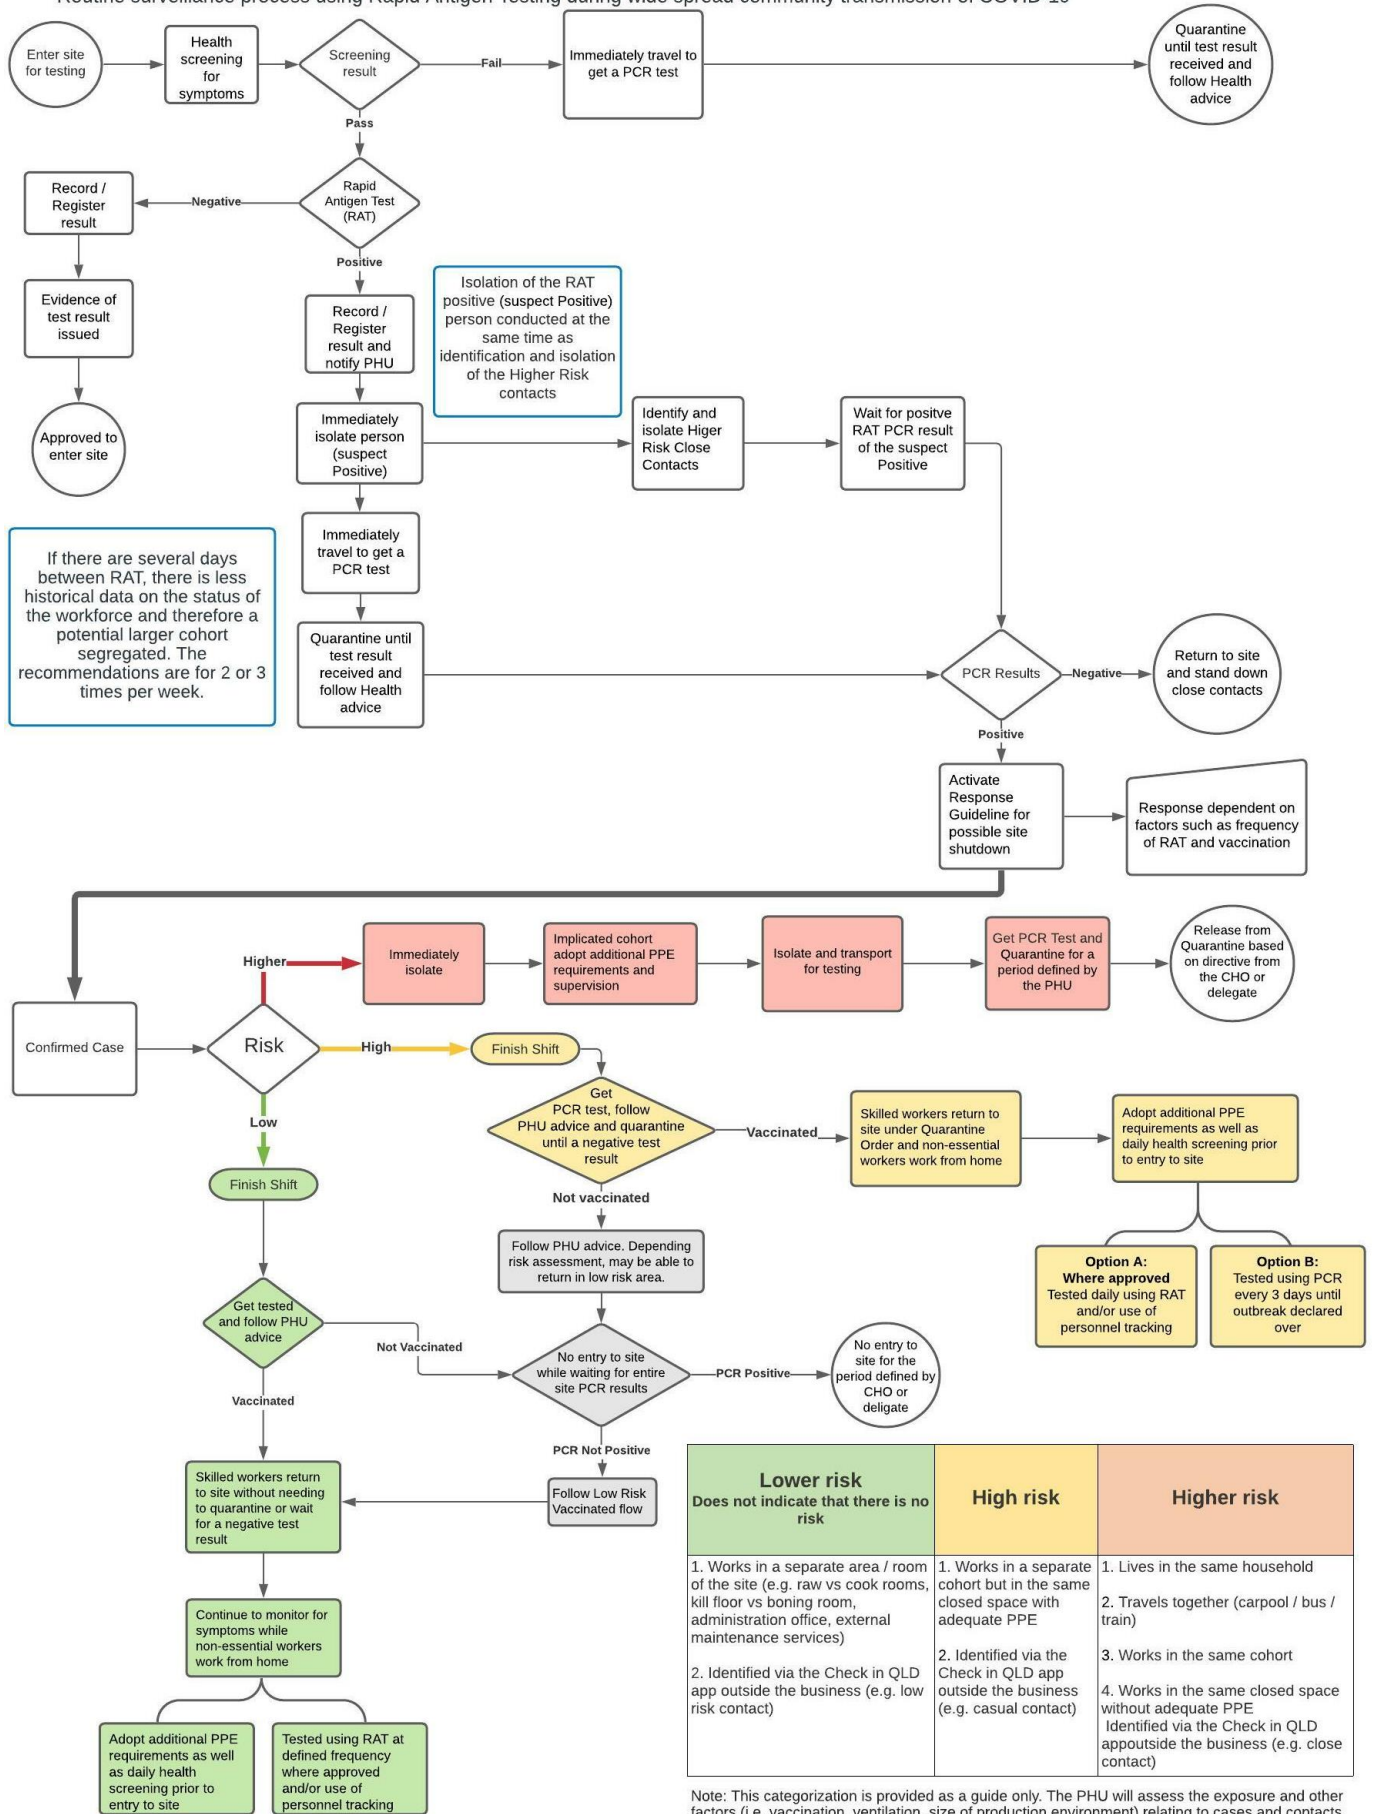 Routine surveillance process using Rapid Antigen Testing during wide spread community transmission of COVID-19
Enter site
for testing
Health
screening
for
symptoms
Screening
result
Fail
Immediately travel to
get a PCR test
Quarantine
until test result
received and
follow Health
advice
Pass
Rapid
Antigen Test
(RAT)
Negative
Record /
Register
result
Evidence of
test result
issued
Approved to
enter site
Positive
Record /
Register
result and
notify PHU
Isolation of the RAT
positive (suspect Positive)
person conducted at the
same time as
identification and isolation
of the Higher Risk
contacts
Immediately
isolate person
(suspect
Positive)
Identify and
isolate Higer
Risk Close
Contacts
Wait for positve
RAT PCR result
of the suspect
Positive
Immediately
travel to get a
PCR test
If there are several days
between RAT, there is less
historical data on the status of
the workforce and therefore a
potential larger cohort
segregated. The
recommendations are for 2 or 3
times per week.
Quarantine until
test result
received and
follow Health
advice
PCR Results
Negative
Return to site
and stand down
close contacts
Positive
Activate
Response
Guideline for
possible site
shutdown
Response dependent on
factors such as frequency
of RAT and vaccination
Confirmed Case
Risk
Higher
Immediately
isolate
Implicated cohort
adopt additional PPE
requirements and
supervision
Isolate and transport
for testing
Get PCR Test and
Quarantine for a
period defined by
the PHU
Release from
Quarantine based
on directive from
the CHO or
delegate
High
Finish Shift
Get
PCR test, follow
PHU advice and quarantine
until a negative test
result
Vaccinated
Skilled workers return to
site under Quarantine
Order and non-essential
workers work from home
Adopt additional PPE
requirements as well as
daily health screening prior
to entry to site
Option A:
Where approved
Tested daily using RAT
and/or use of
personnel tracking
Option B:
Tested using PCR
every 3 days until
outbreak declared
over
Not vaccinated
Follow PHU advice. Depending
risk assessment, may be able to
return in low risk area.
No entry to site
while waiting for entire
site PCR results
PCR Positive
No entry to
site for the
period defined by
CHO or
deligate
PCR Not Positive
Follow Low Risk
Vaccinated flow
Low
Finish Shift
Get tested
and follow PHU
advice
Not Vaccinated
Vaccinated
Skilled workers return
to site without needing
to quarantine or wait
for a negative test
result
Continue to monitor for
symptoms while
non-essential workers
work from home
Adopt additional PPE
requirements as well
as daily health
screening prior to
entry to site
Tested using RAT at
defined frequency
where approved
and/or use of
personnel tracking
Lower risk
Does not indicate that there is no
risk
High risk
Higher risk
1. Works in a separate area / room
of the site (e.g. raw vs cook rooms,
kill floor vs boning room,
administration office, external
maintenance services)
2. Identified via the Check in QLD
app outside the business (e.g. low
risk contact)
1. Works in a separate
cohort but in the same
closed space with
adequate PPE
2. Identified via the
Check in QLD app
outside the business
(e.g. casual contact)
1. Lives in the same household
2. Travels together (carpool / bus /
train)
3. Works in the same cohort
4. Works in the same closed space
without adequate PPE
Identified via the Check in QLD
appoutside the business (e.g. close
contact)
Note: This categorization is provided as a guide only. The PHU will assess the exposure and other
factors (i.e. vaccination, ventilation, size of production environment) relating to cases and contacts